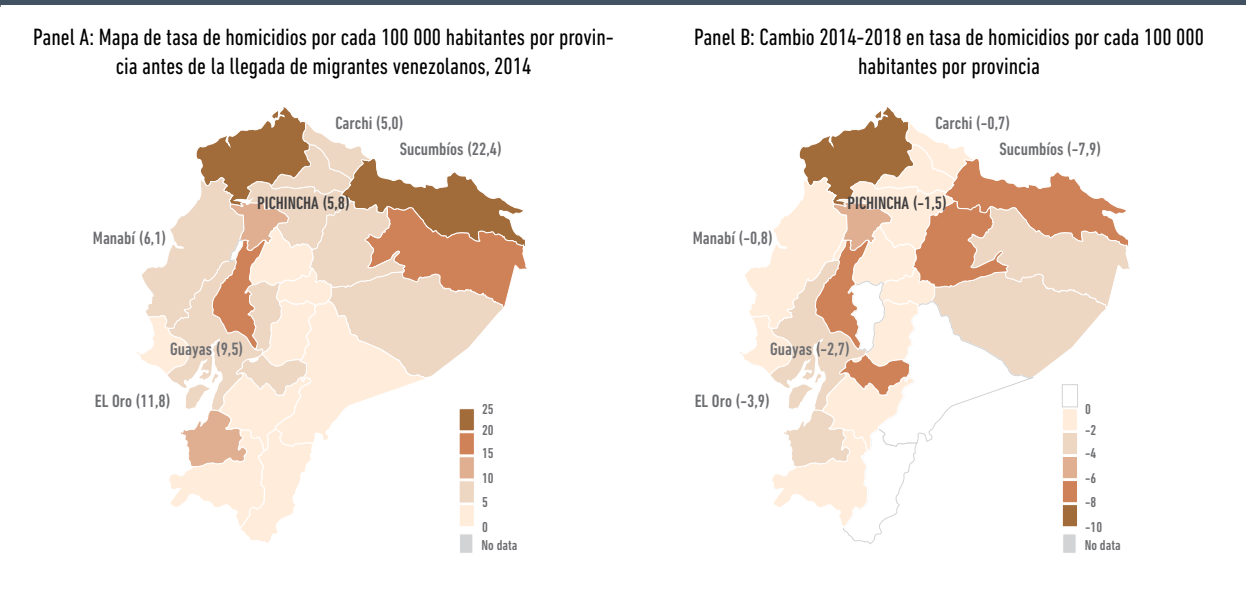 Panel A: Mapa de tasa de homicidios por cada 100 000 habitantes por provin-
cia antes de la llegada de migrantes venezolanos, 2014
Carchi (5,0)
Sucumbíos (22,4)
PICHINCHA (5,8)
Manabí (6,1)
Guayas (9,5)
EL Oro (11,8)
25
20
15
10
5
0
No data
Panel B: Cambio 2014-2018 en tasa de homicidios por cada 100 000
habitantes por provincia
Carchi (-0,7)
Sucumbíos (-7,9)
PICHINCHA (-1,5)
Manabí (-0,8)
Guayas (-2,7)
EL Oro (-3,9)
0
-2
-4
-6
-8
-10
No data